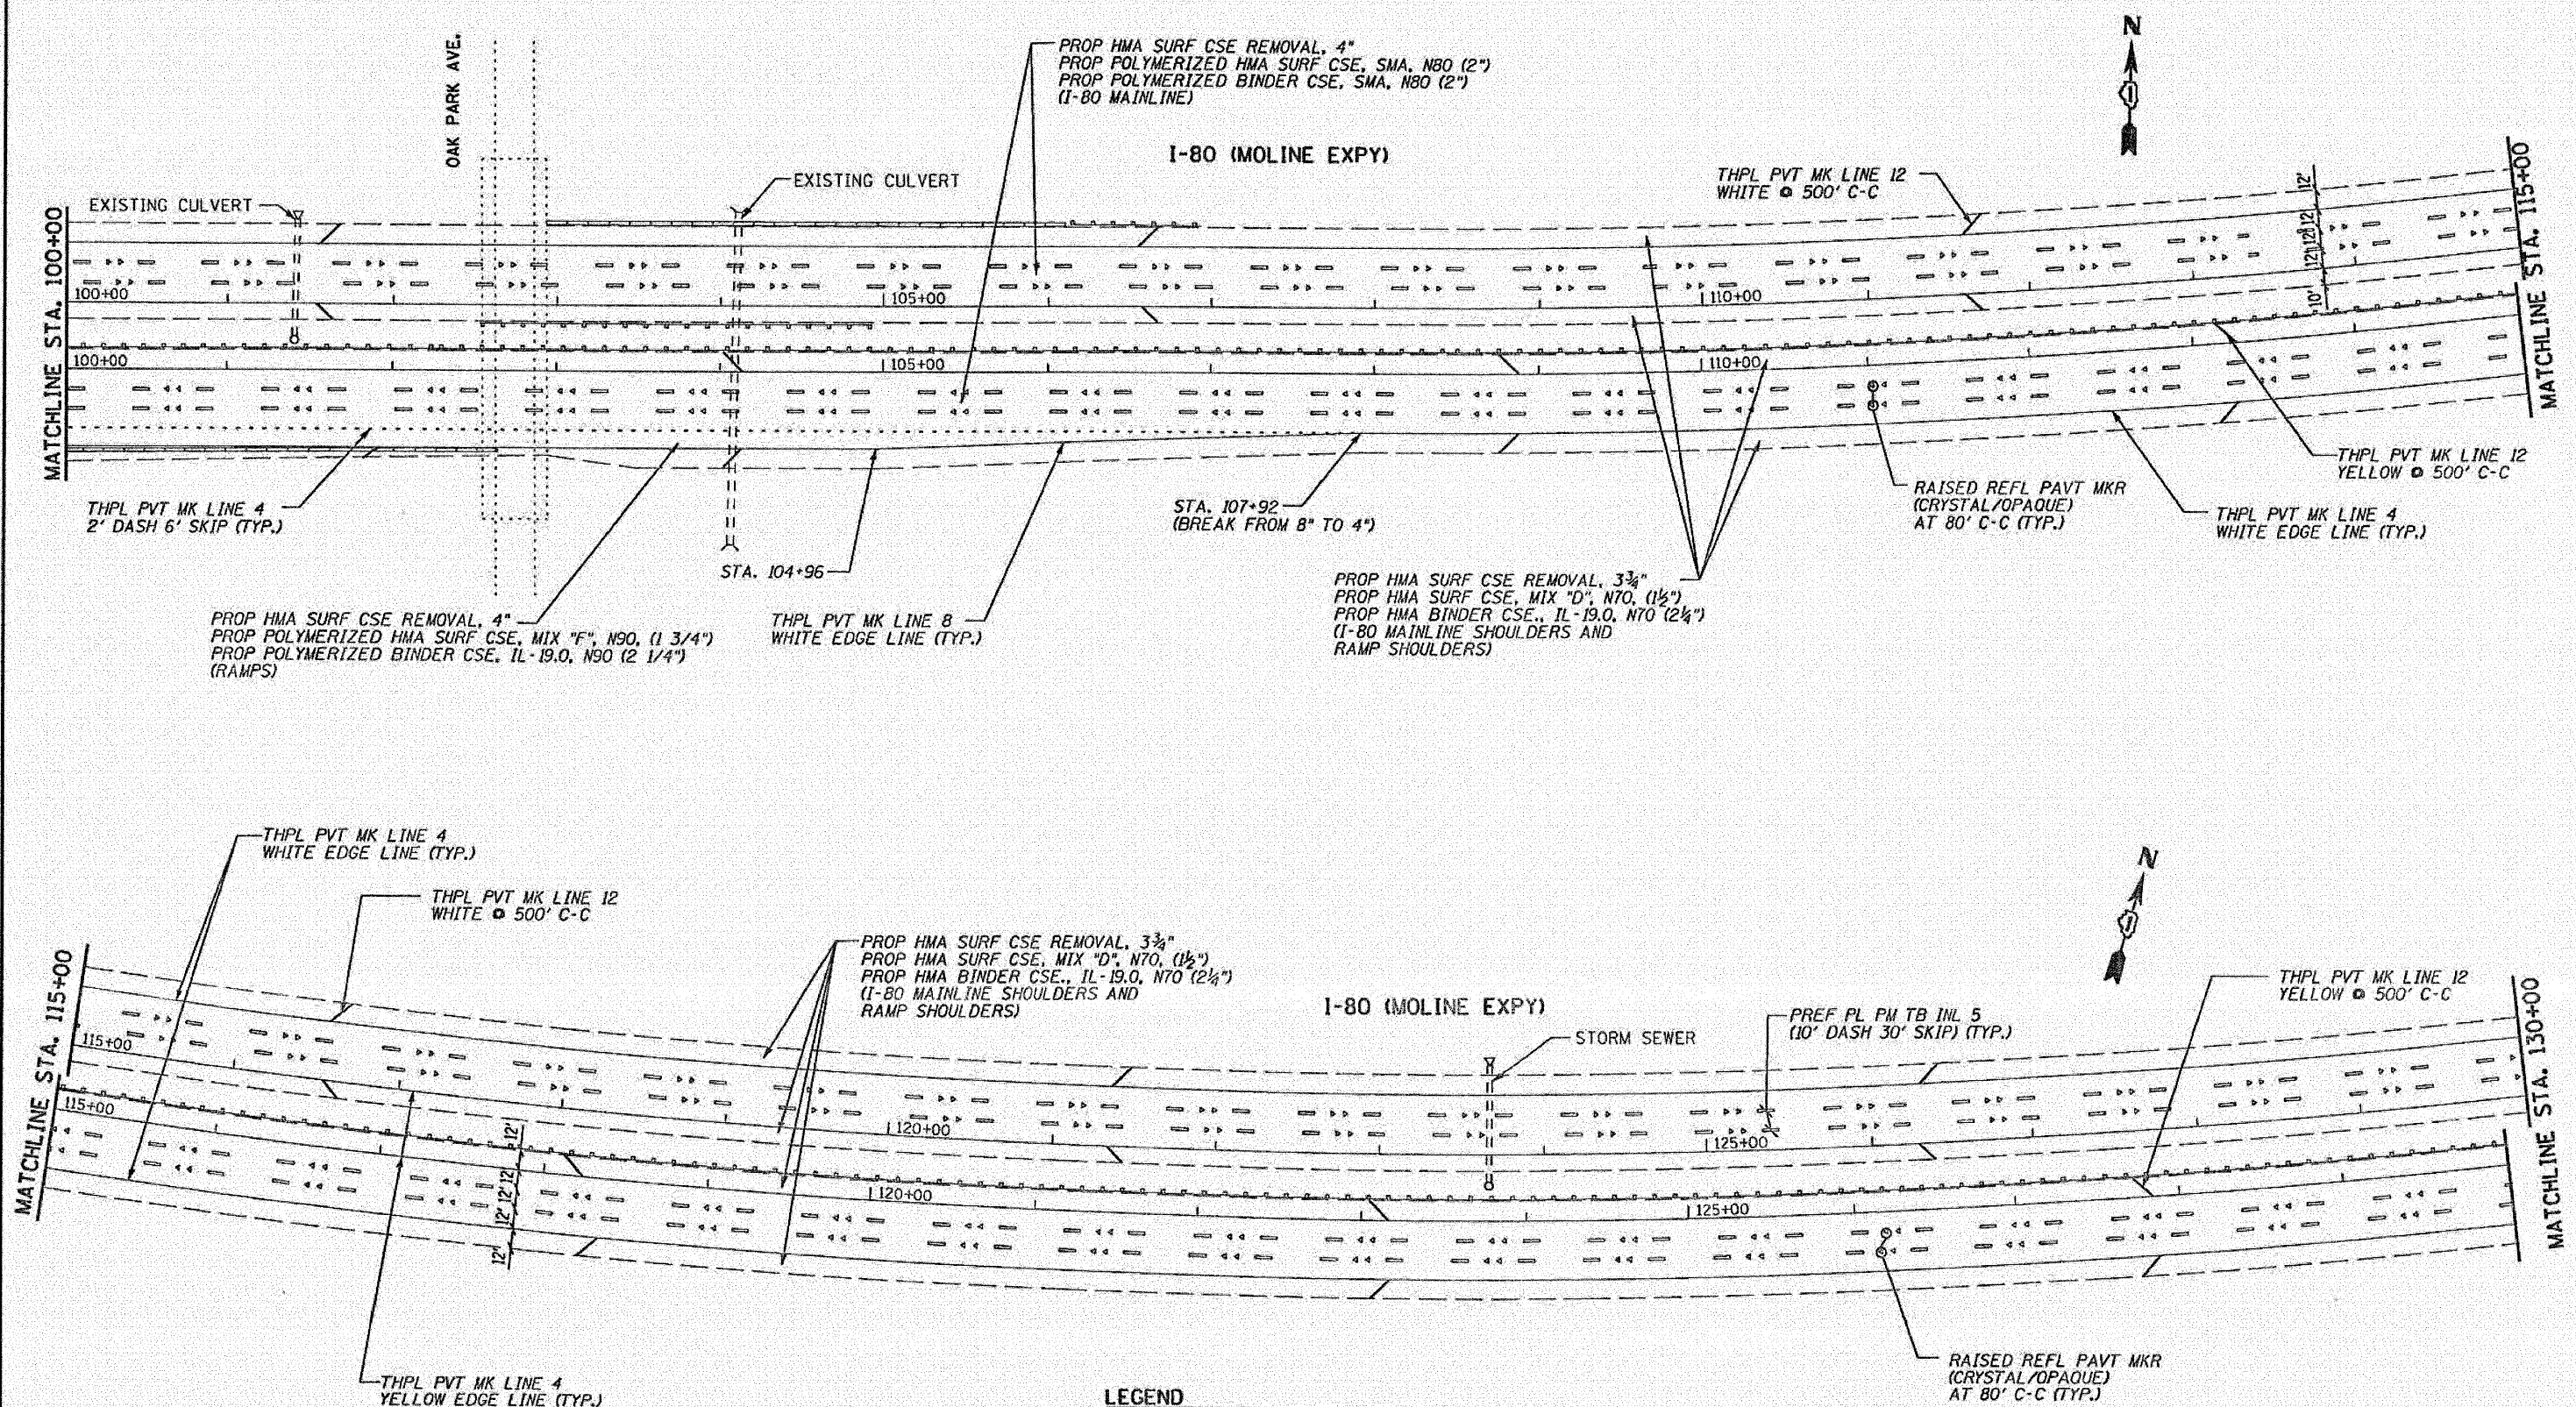 OAK PARK AVE.
PROP HMA SURF CSE REMOVAL, 4"
PROP POLYMERIZED HMA SURF CSE, SMA, N80 (2")
PROP POLYMERIZED BINDER CSE, SMA, N80 (2")
(I-80 MAINLINE)
N
I-80 (MOLINE EXPY)
EXISTING CULVERT
EXISTING CULVERT
THPL PVT MK LINE 12
WHITE @ 500' C-C
MATCHLINE STA. 100+00
MATCHLINE STA. 115+00
MATCHLINE STA. 115+00
12'
12'
12'
12'
10'
100+00
105+00
110+00
100+00
105+00
110+00
THPL PVT MK LINE 4
2' DASH 6' SKIP (TYP.)
STA. 104+96
STA. 107+92
(BREAK FROM 8" TO 4")
THPL PVT MK LINE 12
YELLOW @ 500' C-C
RAISED REFL PAVT MKR
(CRYSTAL/OPAQUE)
AT 80' C-C (TYP.)
THPL PVT MK LINE 4
WHITE EDGE LINE (TYP.)
PROP HMA SURF CSE REMOVAL, 4"
PROP POLYMERIZED HMA SURF CSE, MIX "F", N90, (1 3/4")
PROP POLYMERIZED BINDER CSE, IL-19.0, N90 (2 1/4")
(RAMPS)
THPL PVT MK LINE 8
WHITE EDGE LINE (TYP.)
PROP HMA SURF CSE REMOVAL, 3¾"
PROP HMA SURF CSE, MIX "D", N70, (1½")
PROP HMA BINDER CSE., IL-19.0, N70 (2¼")
(I-80 MAINLINE SHOULDERS AND
RAMP SHOULDERS)
THPL PVT MK LINE 4
WHITE EDGE LINE (TYP.)
THPL PVT MK LINE 12
WHITE @ 500' C-C
PROP HMA SURF CSE REMOVAL, 3¾"
PROP HMA SURF CSE, MIX "D", N70, (1½")
PROP HMA BINDER CSE., IL-19.0, N70 (2¼")
(I-80 MAINLINE SHOULDERS AND
RAMP SHOULDERS)
I-80 (MOLINE EXPY)
STORM SEWER
PREF PL PM TB INL 5
(10' DASH 30' SKIP) (TYP.)
N
THPL PVT MK LINE 12
YELLOW @ 500' C-C
MATCHLINE STA. 115+00
MATCHLINE STA. 130+00
115+00
120+00
125+00
115+00
120+00
125+00
12'
12'
12'
12'
12'
THPL PVT MK LINE 4
YELLOW EDGE LINE (TYP.)
RAISED REFL PAVT MKR
(CRYSTAL/OPAQUE)
AT 80' C-C (TYP.)
LEGEND